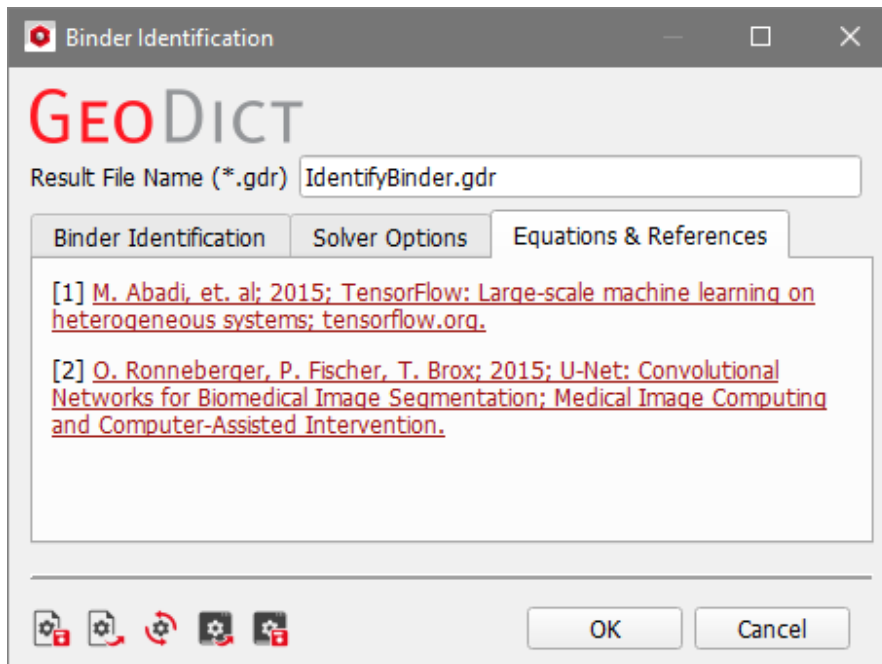 Binder Identification
GEODICT
Result File Name (*.gdr) IdentifyBinder.gdr
Binder Identification Solver Options Equations & References
[1] M. Abadi, et. al; 2015; TensorFlow: Large-scale machine learning on
heterogeneous systems; tensorflow.org.
[2] O. Ronneberger, P. Fischer, T. Brox; 2015; U-Net: Convolutional
Networks for Biomedical Image Segmentation; Medical Image Computing
and Computer-Assisted Intervention.
OK Cancel